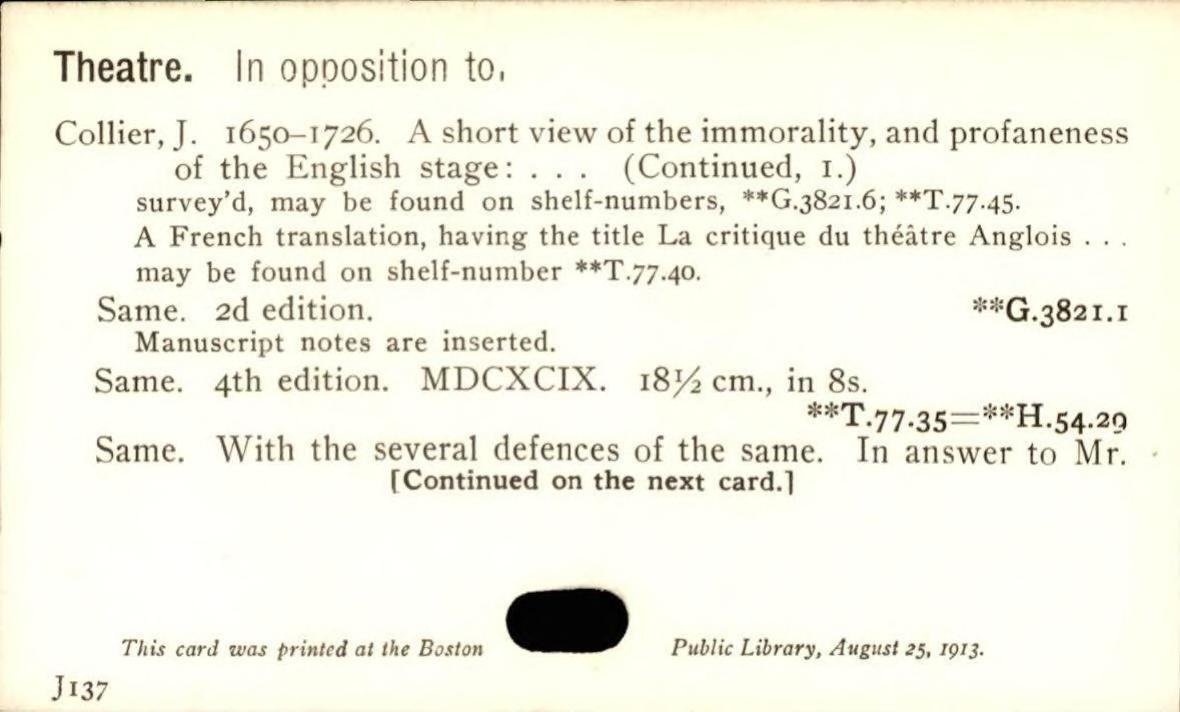 Theatre. In opposition to.
Collier, J. 1650–1726. A short view of the immorality, and profaneness
of the English stage: . . . (Continued, 1.)
survey'd, may be found on shelf-numbers, **G.3821.6; **T.77.45.
A French translation, having the title La critique du théâtre Anglois . . .
may be found on shelf-number **T.77.40.
Same. 2d edition. **G.3821.1
Manuscript notes are inserted.
Same. 4th edition. MDCXCIX. 18½ cm., in 8s.
**T.77.35=**H.54.29
Same. With the several defences of the same. In answer to Mr.
[Continued on the next card.]
This card was printed at the Boston Public Library, August 25, 1913.
J137